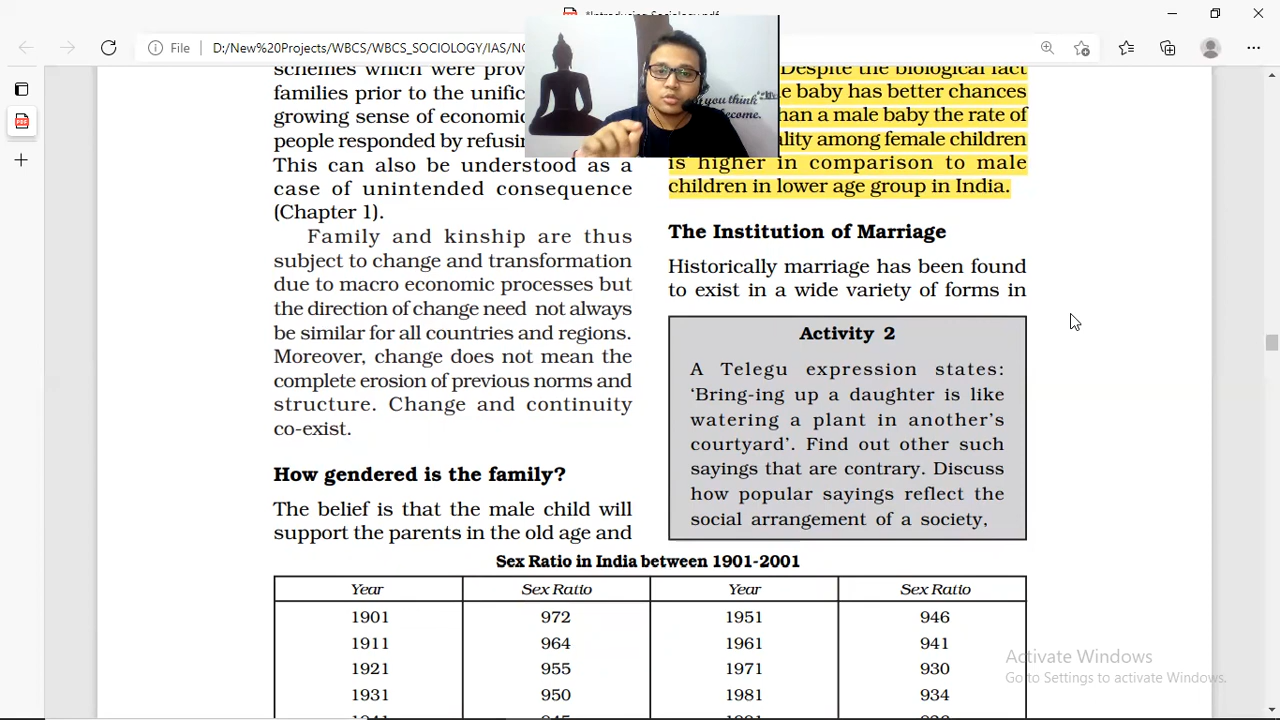 *Introducing Sociology.pdf
File
D:/New%20Projects/WBCS/WBCS_SOCIOLOGY/IAS/NC
you think
become.
schemes which were prov
families prior to the unific
growing sense of economic
people responded by refusin
This can also be understood as a
case of unintended consequence
(Chapter 1).
Family and kinship are thus
subject to change and transformation
due to macro economic processes but
the direction of change need not always
be similar for all countries and regions.
Moreover, change does not mean the
complete erosion of previous norms and
structure. Change and continuity
co-exist.
How gendered is the family?
The belief is that the male child will
support the parents in the old age and
Despite the biological fact
e baby has better chances
han a male baby the rate of
ality among female children
is higher in comparison to male
children in lower age group in India.
The Institution of Marriage
Historically marriage has been found
to exist in a wide variety of forms in
Activity 2
A Telegu expression states:
‘Bring-ing up a daughter is like
watering a plant in another’s
courtyard’. Find out other such
sayings that are contrary. Discuss
how popular sayings reflect the
social arrangement of a society,
Sex Ratio in India between 1901-2001
Year Sex Ratio Year Sex Ratio
1901 972 1951 946
1911 964 1961 941
1921 955 1971 930
1931 950 1981 934
Activate Windows
Go to Settings to activate Windows.